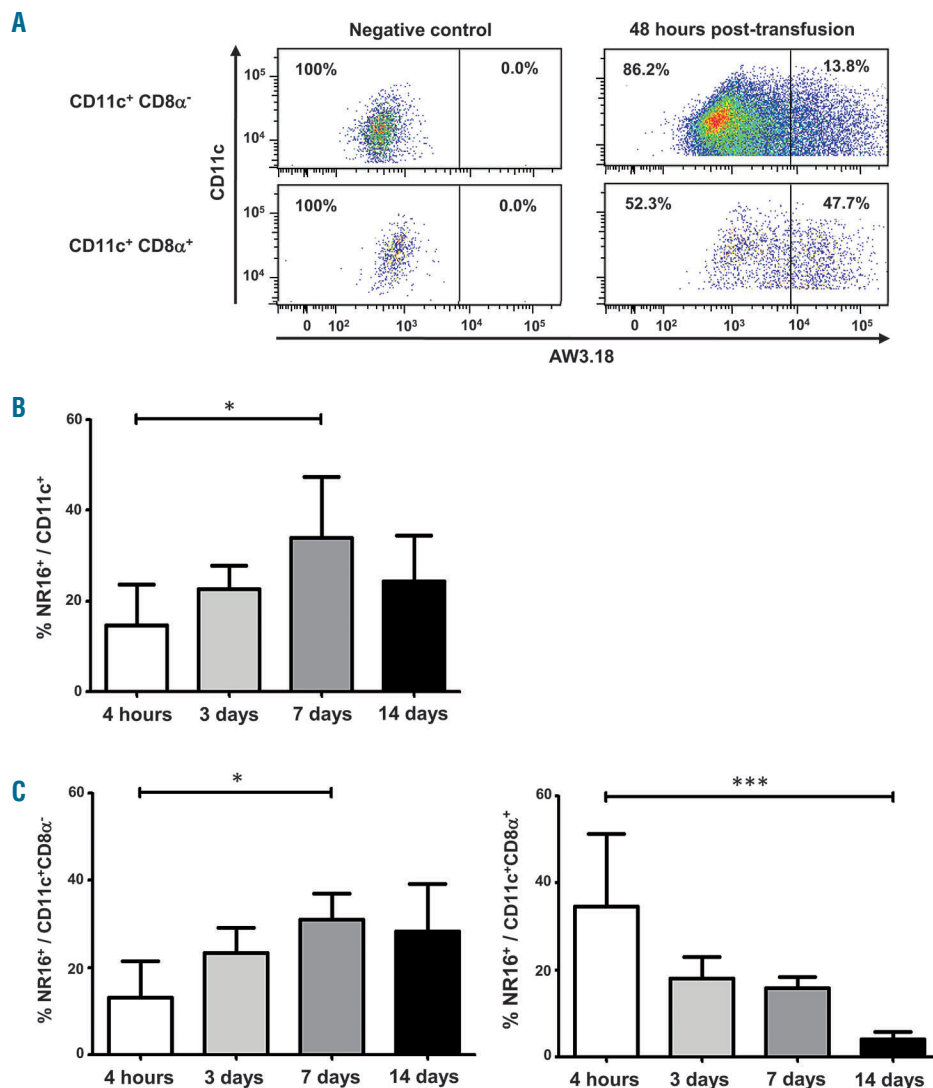 A
Negative control
48 hours post-transfusion
CD11c⁺ CD8α⁻
CD11c⁺ CD8α⁺
CD11c
10⁵
10⁴
100%
0.0%
86.2%
13.8%
10⁵
10⁴
100%
0.0%
52.3%
47.7%
0 10² 10³ 10⁴ 10⁵
0 10² 10³ 10⁴ 10⁵
AW3.18
B
% NR16⁺ / CD11c⁺
60
40
20
0
*
4 hours 3 days 7 days 14 days
C
% NR16⁺ / CD11c⁺CD8α⁻
60
40
20
0
*
4 hours 3 days 7 days 14 days
% NR16⁺ / CD11c⁺CD8α⁺
60
40
20
0
***
4 hours 3 days 7 days 14 days